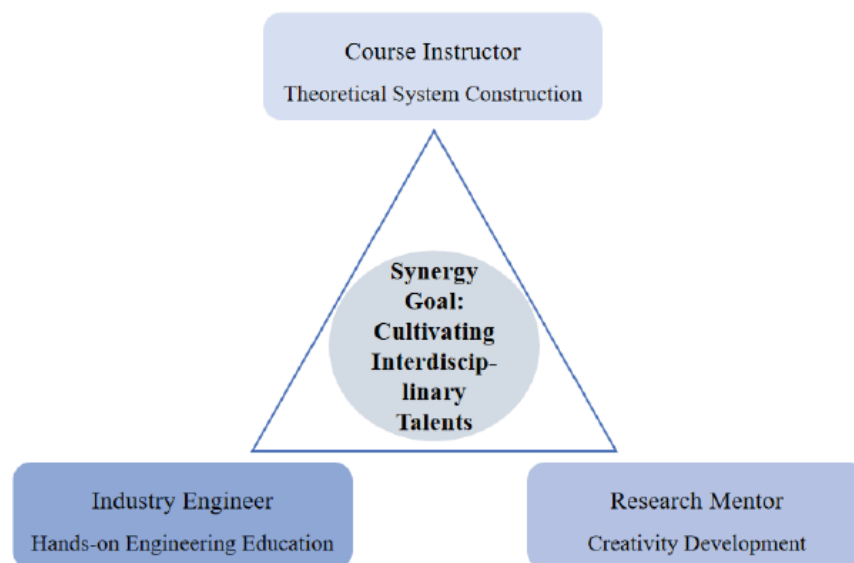 Course Instructor
Theoretical System Construction
Synergy
Goal:
Cultivating
Interdiscip-
linary
Talents
Industry Engineer
Hands-on Engineering Education
Research Mentor
Creativity Development